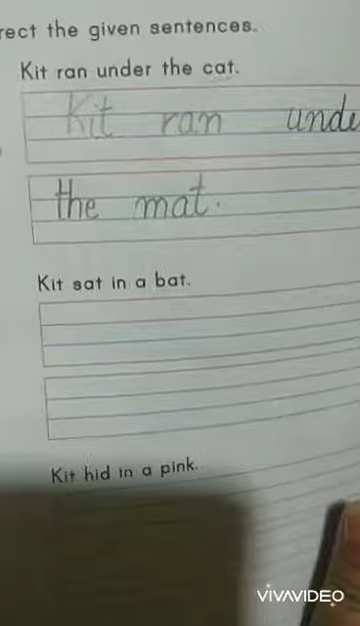 rect the given sentences.
Kit ran under the cat.
Kit ran unde
the mat.
Kit sat in a bat.
Kit hid in a pink.
VIVAVIDEO